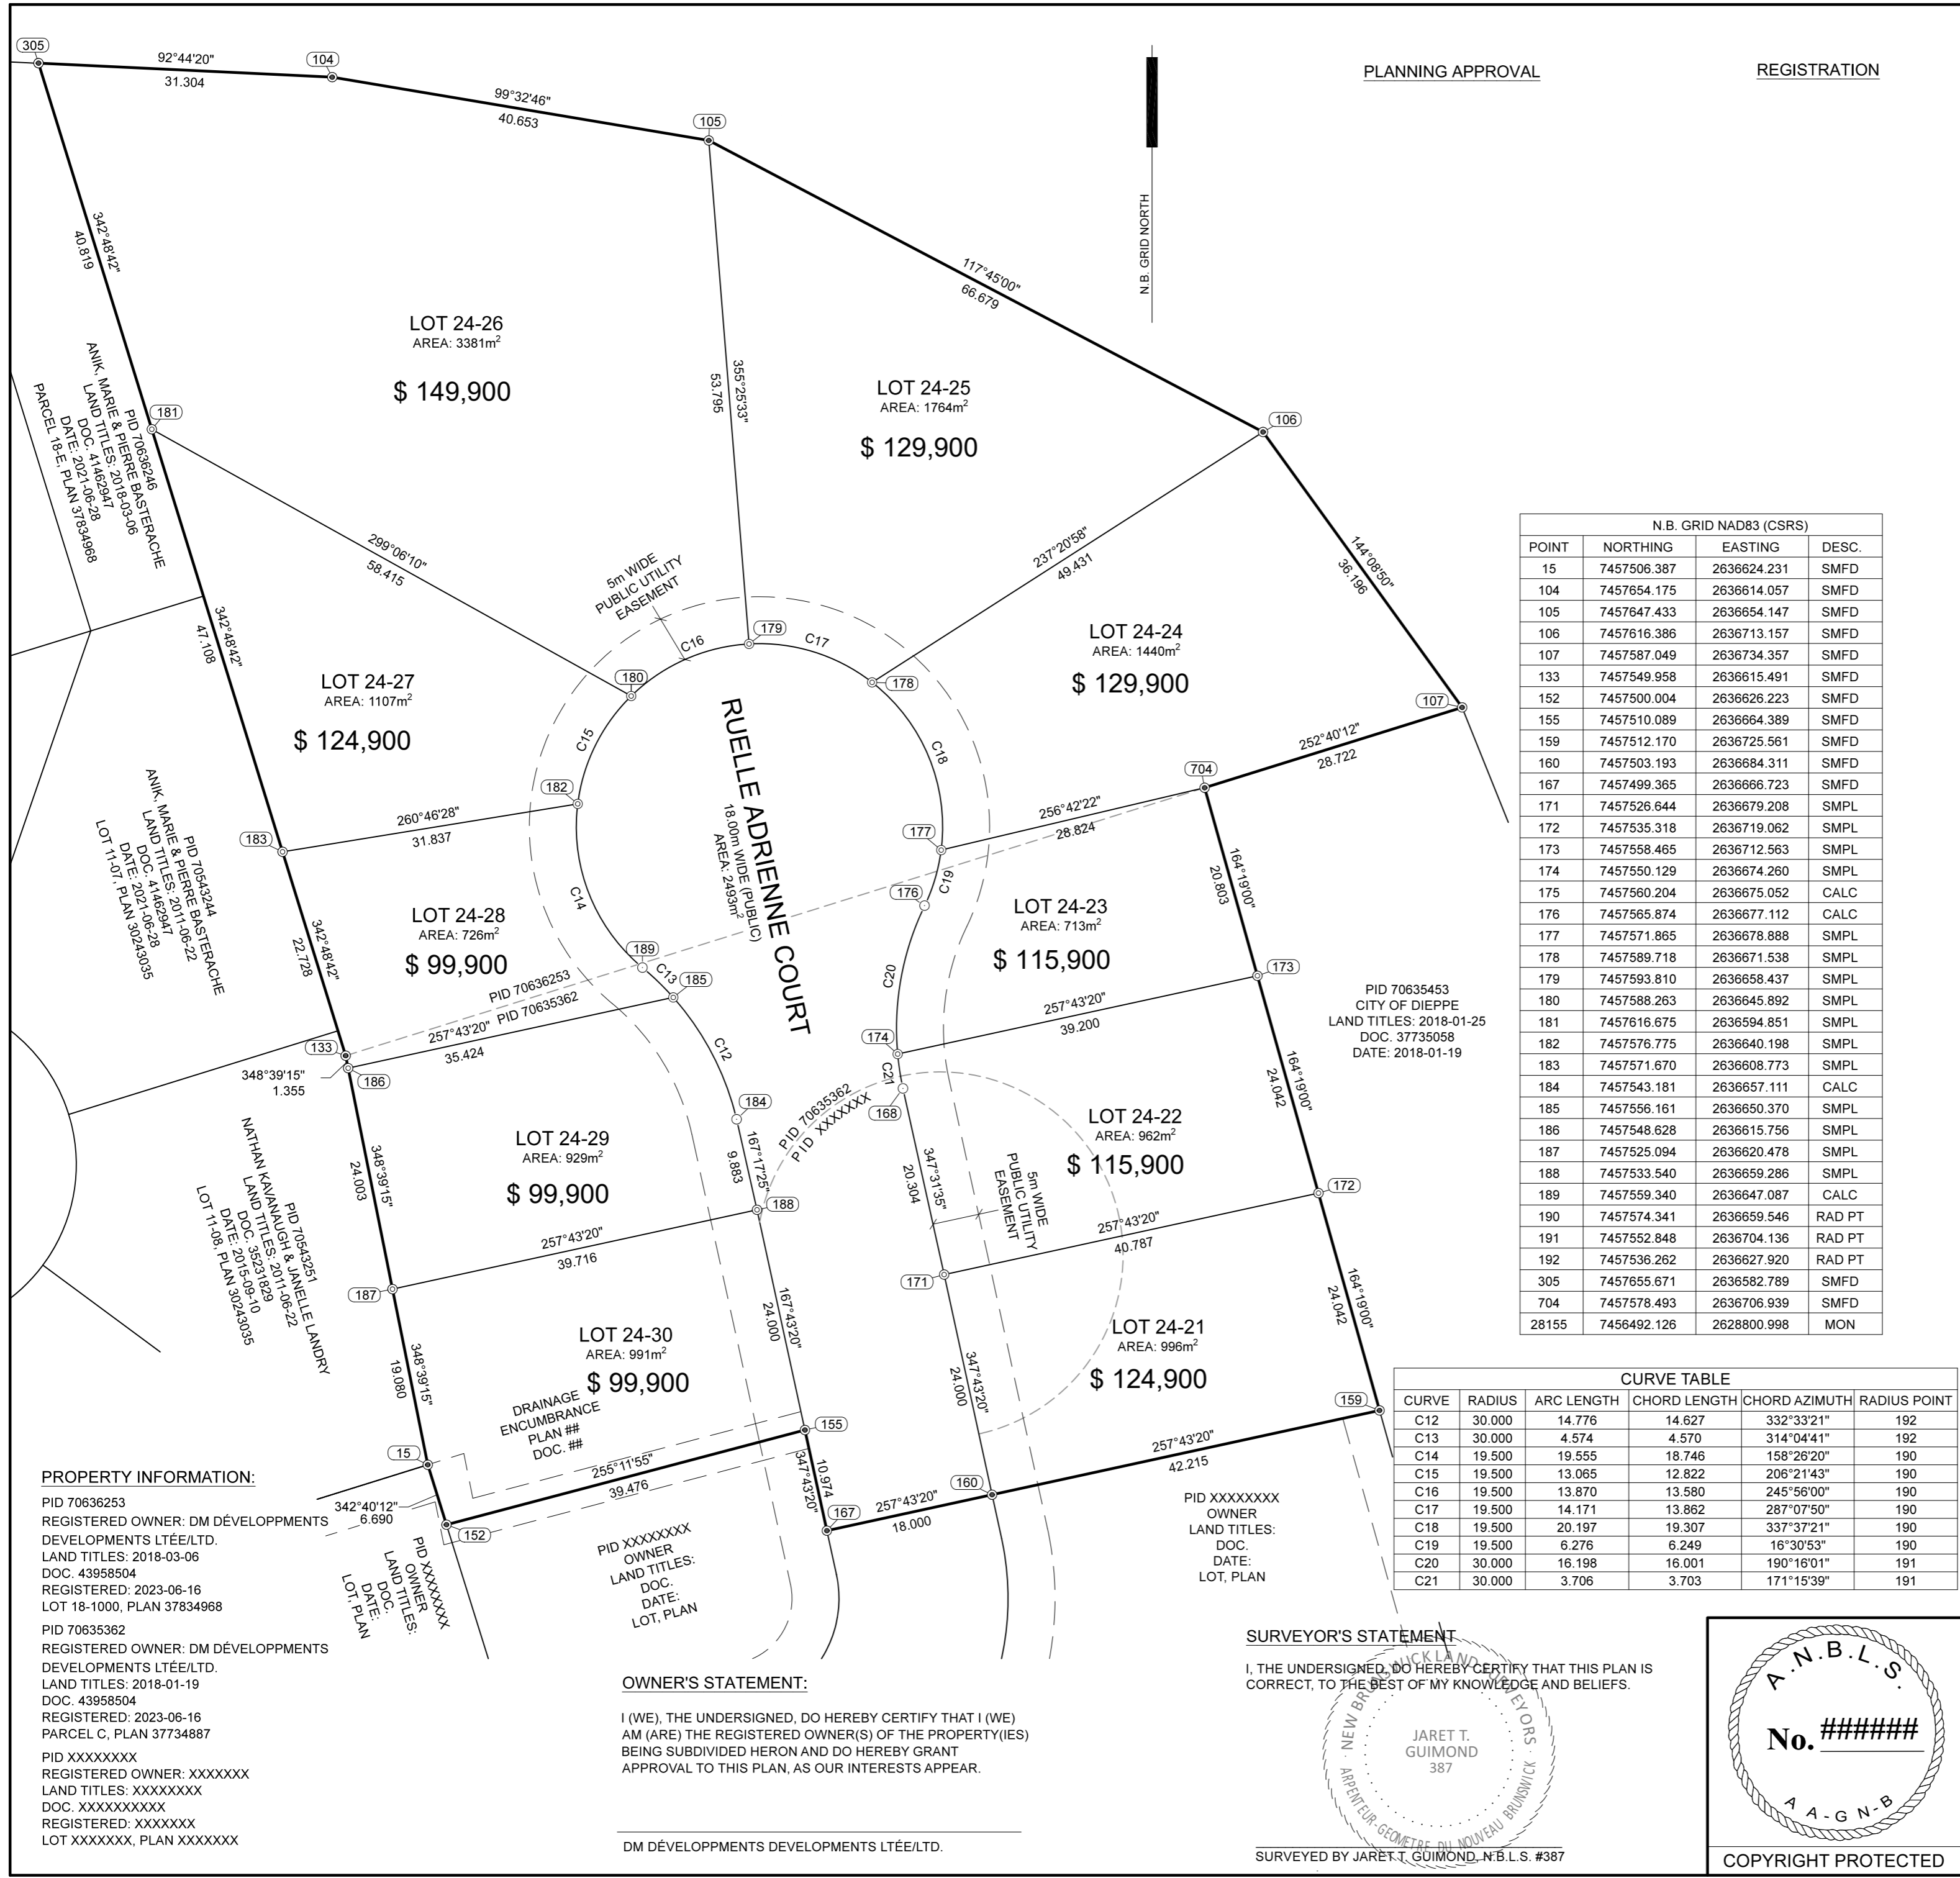 PLANNING APPROVAL
REGISTRATION
N.B. GRID NORTH
305
92°44'20"
31.304
104
99°32'46"
40.653
105
117°45'00"
66.679
106
144°08'50"
36.196
107
252°40'12"
28.722
704
342°48'42"
40.819
181
355°25'33"
53.795
LOT 24-26
AREA: 3381m²
$ 149,900
LOT 24-25
AREA: 1764m²
$ 129,900
LOT 24-24
AREA: 1440m²
$ 129,900
PID 70636246
ANIK, MARIE & PIERRE BASTERACHE
LAND TITLES: 2018-03-06
DOC. 41462947
DATE: 2021-06-28
PARCEL 18-E, PLAN 37834968
299°06'10"
58.415
5m WIDE
PUBLIC UTILITY
EASEMENT
237°20'58"
49.431
C16
179
C17
180
178
342°48'42"
47.108
LOT 24-27
AREA: 1107m²
$ 124,900
C15
C18
182
183
260°46'28"
31.837
RUELLE ADRIENNE COURT
18.00m WIDE (PUBLIC)
AREA: 2493m²
256°42'22"
28.824
177
C19
176
164°19'00"
20.803
C14
PID 70543244
ANIK, MARIE & PIERRE BASTERACHE
LAND TITLES: 2011-06-22
DOC. 41462947
DATE: 2021-06-28
LOT 11-07, PLAN 30243035
LOT 24-28
AREA: 726m²
$ 99,900
342°48'42"
22.728
189
C13
185
PID 70636253
PID 70635362
257°43'20"
35.424
LOT 24-23
AREA: 713m²
$ 115,900
C20
173
257°43'20"
39.200
174
C21
168
PID 70635453
CITY OF DIEPPE
LAND TITLES: 2018-01-25
DOC. 37735058
DATE: 2018-01-19
133
348°39'15"
1.355
186
C12
184
PID 70635362
PID XXXXXXX
164°19'00"
24.042
LOT 24-22
AREA: 962m²
$ 115,900
LOT 24-29
AREA: 929m²
$ 99,900
167°17'25"
9.883
188
347°31'35"
20.304
5m WIDE
PUBLIC UTILITY
EASEMENT
172
257°43'20"
40.787
171
348°39'15"
24.003
257°43'20"
39.716
187
PID 70543251
NATHAN KAVANAUGH & JANELLE LANDRY
LAND TITLES: 2011-06-22
DOC. 35231829
DATE: 2015-09-10
LOT 11-08, PLAN 30243035
LOT 24-30
AREA: 991m²
$ 99,900
167°43'20"
24.000
347°43'20"
24.000
LOT 24-21
AREA: 996m²
$ 124,900
164°19'00"
24.042
159
348°39'15"
19.080
DRAINAGE
ENCUMBRANCE
PLAN ##
DOC. ##
155
15
255°11'55"
39.476
10.974
347°43'20"
257°43'20"
42.215
160
342°40'12"
6.690
152
167
257°43'20"
18.000
PID XXXXXXX
OWNER
LAND TITLES:
DOC.
DATE:
LOT, PLAN
PID XXXXXXXX
OWNER
LAND TITLES:
DOC.
DATE:
LOT, PLAN
PID XXXXXXXX
OWNER
LAND TITLES:
DOC.
DATE:
LOT, PLAN
N.B. GRID NAD83 (CSRS)
POINT NORTHING EASTING DESC.
15 7457506.387 2636624.231 SMFD
104 7457654.175 2636614.057 SMFD
105 7457647.433 2636654.147 SMFD
106 7457616.386 2636713.157 SMFD
107 7457587.049 2636734.357 SMFD
133 7457549.958 2636615.491 SMFD
152 7457500.004 2636626.223 SMFD
155 7457510.089 2636664.389 SMFD
159 7457512.170 2636725.561 SMFD
160 7457503.193 2636684.311 SMFD
167 7457499.365 2636666.723 SMFD
171 7457526.644 2636679.208 SMPL
172 7457535.318 2636719.062 SMPL
173 7457558.465 2636712.563 SMPL
174 7457550.129 2636674.260 SMPL
175 7457560.204 2636675.052 CALC
176 7457565.874 2636677.112 CALC
177 7457571.865 2636678.888 SMPL
178 7457589.718 2636671.538 SMPL
179 7457593.810 2636658.437 SMPL
180 7457588.263 2636645.892 SMPL
181 7457616.675 2636594.851 SMPL
182 7457576.775 2636640.198 SMPL
183 7457571.670 2636608.773 SMPL
184 7457543.181 2636657.111 CALC
185 7457556.161 2636650.370 SMPL
186 7457548.628 2636615.756 SMPL
187 7457525.094 2636620.478 SMPL
188 7457533.540 2636659.286 SMPL
189 7457559.340 2636647.087 CALC
190 7457574.341 2636659.546 RAD PT
191 7457552.848 2636704.136 RAD PT
192 7457536.262 2636627.920 RAD PT
305 7457655.671 2636582.789 SMFD
704 7457578.493 2636706.939 SMFD
28155 7456492.126 2628800.998 MON
CURVE TABLE
CURVE RADIUS ARC LENGTH CHORD LENGTH CHORD AZIMUTH RADIUS POINT
C12 30.000 14.776 14.627 332°33'21" 192
C13 30.000 4.574 4.570 314°04'41" 192
C14 19.500 19.555 18.746 158°26'20" 190
C15 19.500 13.065 12.822 206°21'43" 190
C16 19.500 13.870 13.580 245°56'00" 190
C17 19.500 14.171 13.862 287°07'50" 190
C18 19.500 20.197 19.307 337°37'21" 190
C19 19.500 6.276 6.249 16°30'53" 190
C20 30.000 16.198 16.001 190°16'01" 191
C21 30.000 3.706 3.703 171°15'39" 191
PROPERTY INFORMATION:
PID 70636253
REGISTERED OWNER: DM DÉVELOPPMENTS
DEVELOPMENTS LTÉE/LTD.
LAND TITLES: 2018-03-06
DOC. 43958504
REGISTERED: 2023-06-16
LOT 18-1000, PLAN 37834968
PID 70635362
REGISTERED OWNER: DM DÉVELOPPMENTS
DEVELOPMENTS LTÉE/LTD.
LAND TITLES: 2018-01-19
DOC. 43958504
REGISTERED: 2023-06-16
PARCEL C, PLAN 37734887
PID XXXXXXXX
REGISTERED OWNER: XXXXXXX
LAND TITLES: XXXXXXXX
DOC. XXXXXXXXXX
REGISTERED: XXXXXXX
LOT XXXXXXX, PLAN XXXXXXX
OWNER'S STATEMENT:
I (WE), THE UNDERSIGNED, DO HEREBY CERTIFY THAT I (WE)
AM (ARE) THE REGISTERED OWNER(S) OF THE PROPERTY(IES)
BEING SUBDIVIDED HERON AND DO HEREBY GRANT
APPROVAL TO THIS PLAN, AS OUR INTERESTS APPEAR.
DM DÉVELOPPMENTS DEVELOPMENTS LTÉE/LTD.
SURVEYOR'S STATEMENT
I, THE UNDERSIGNED, DO HEREBY CERTIFY THAT THIS PLAN IS
CORRECT, TO THE BEST OF MY KNOWLEDGE AND BELIEFS.
NEW BRUNSWICK LAND SURVEYORS
JARET T.
GUIMOND
387
ARPENTEUR-GEOMETRE DU NOUVEAU BRUNSWICK
SURVEYED BY JARET T. GUIMOND, N.B.L.S. #387
A.N.B.L.S.
No. ######
A A-G N-B
COPYRIGHT PROTECTED